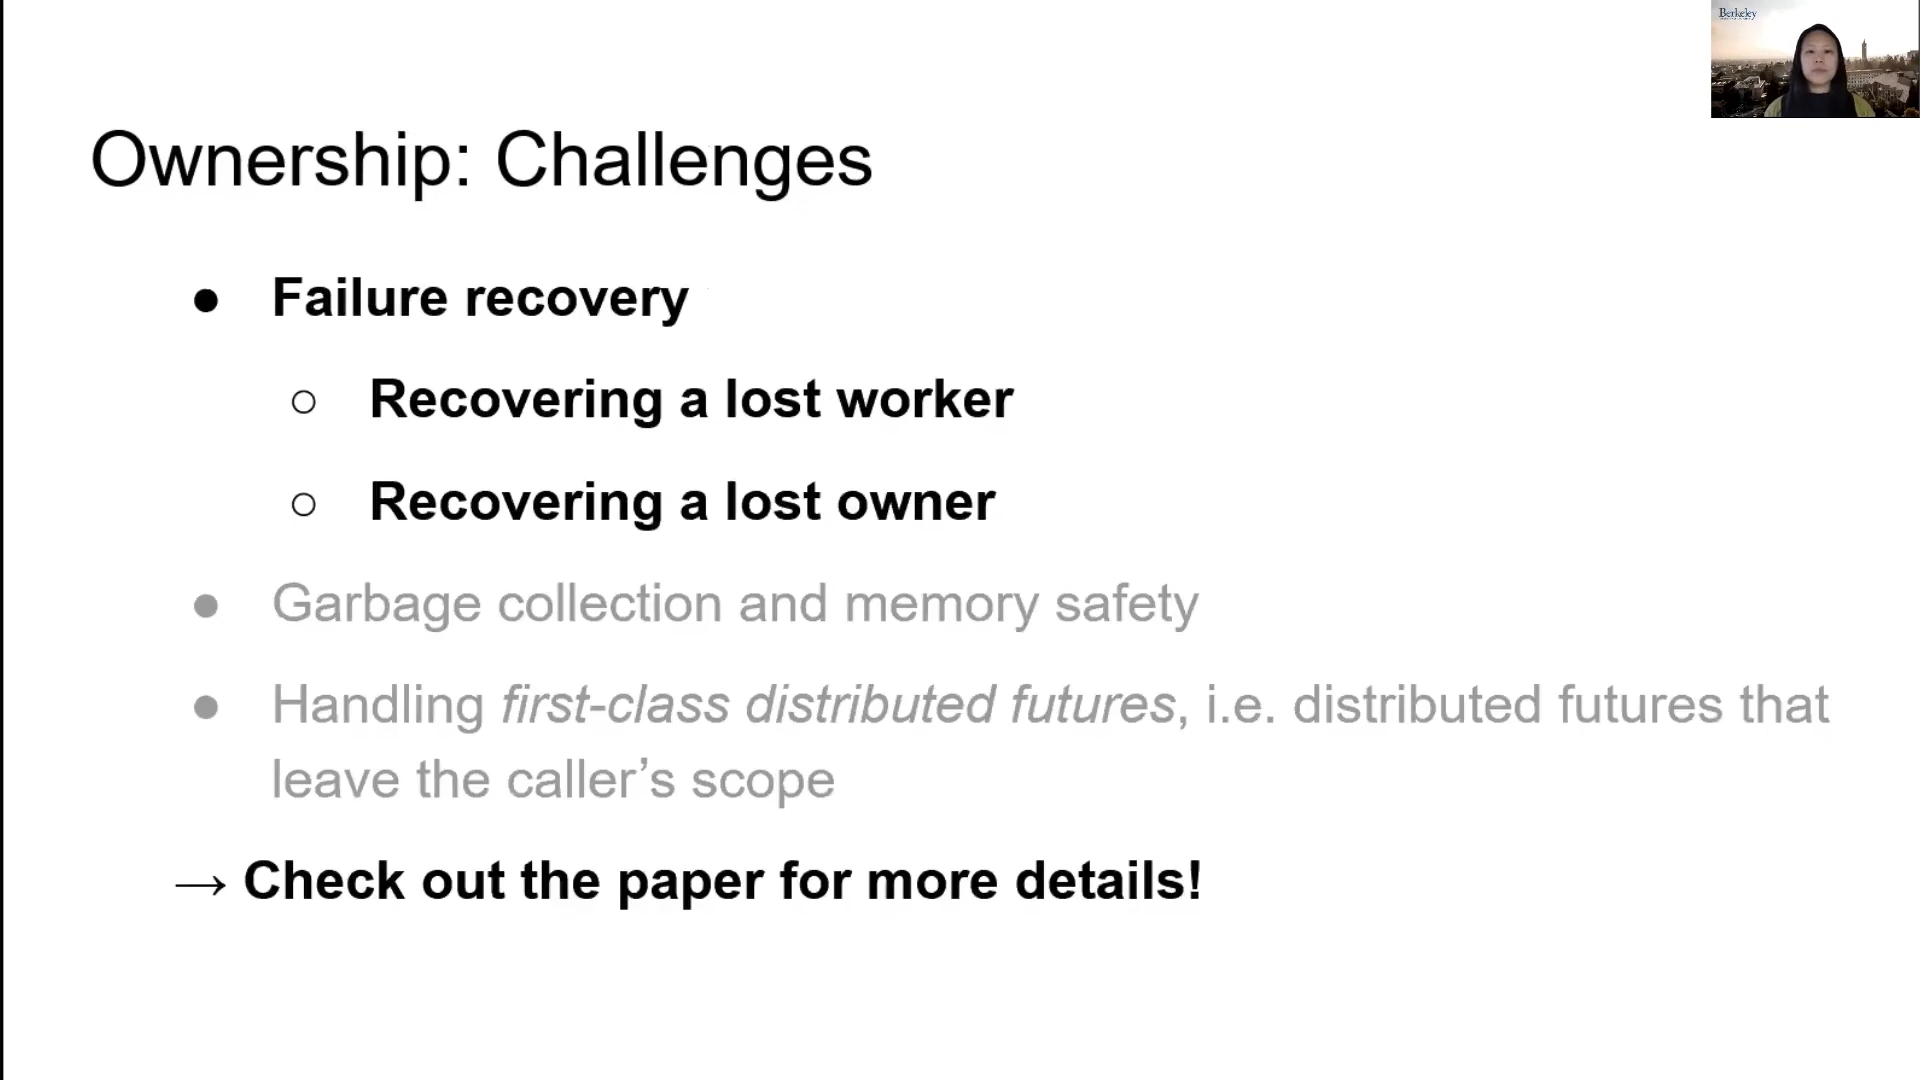 Berkeley
Ownership: Challenges
● Failure recovery
○ Recovering a lost worker
○ Recovering a lost owner
● Garbage collection and memory safety
● Handling first-class distributed futures, i.e. distributed futures that
leave the caller’s scope
→ Check out the paper for more details!